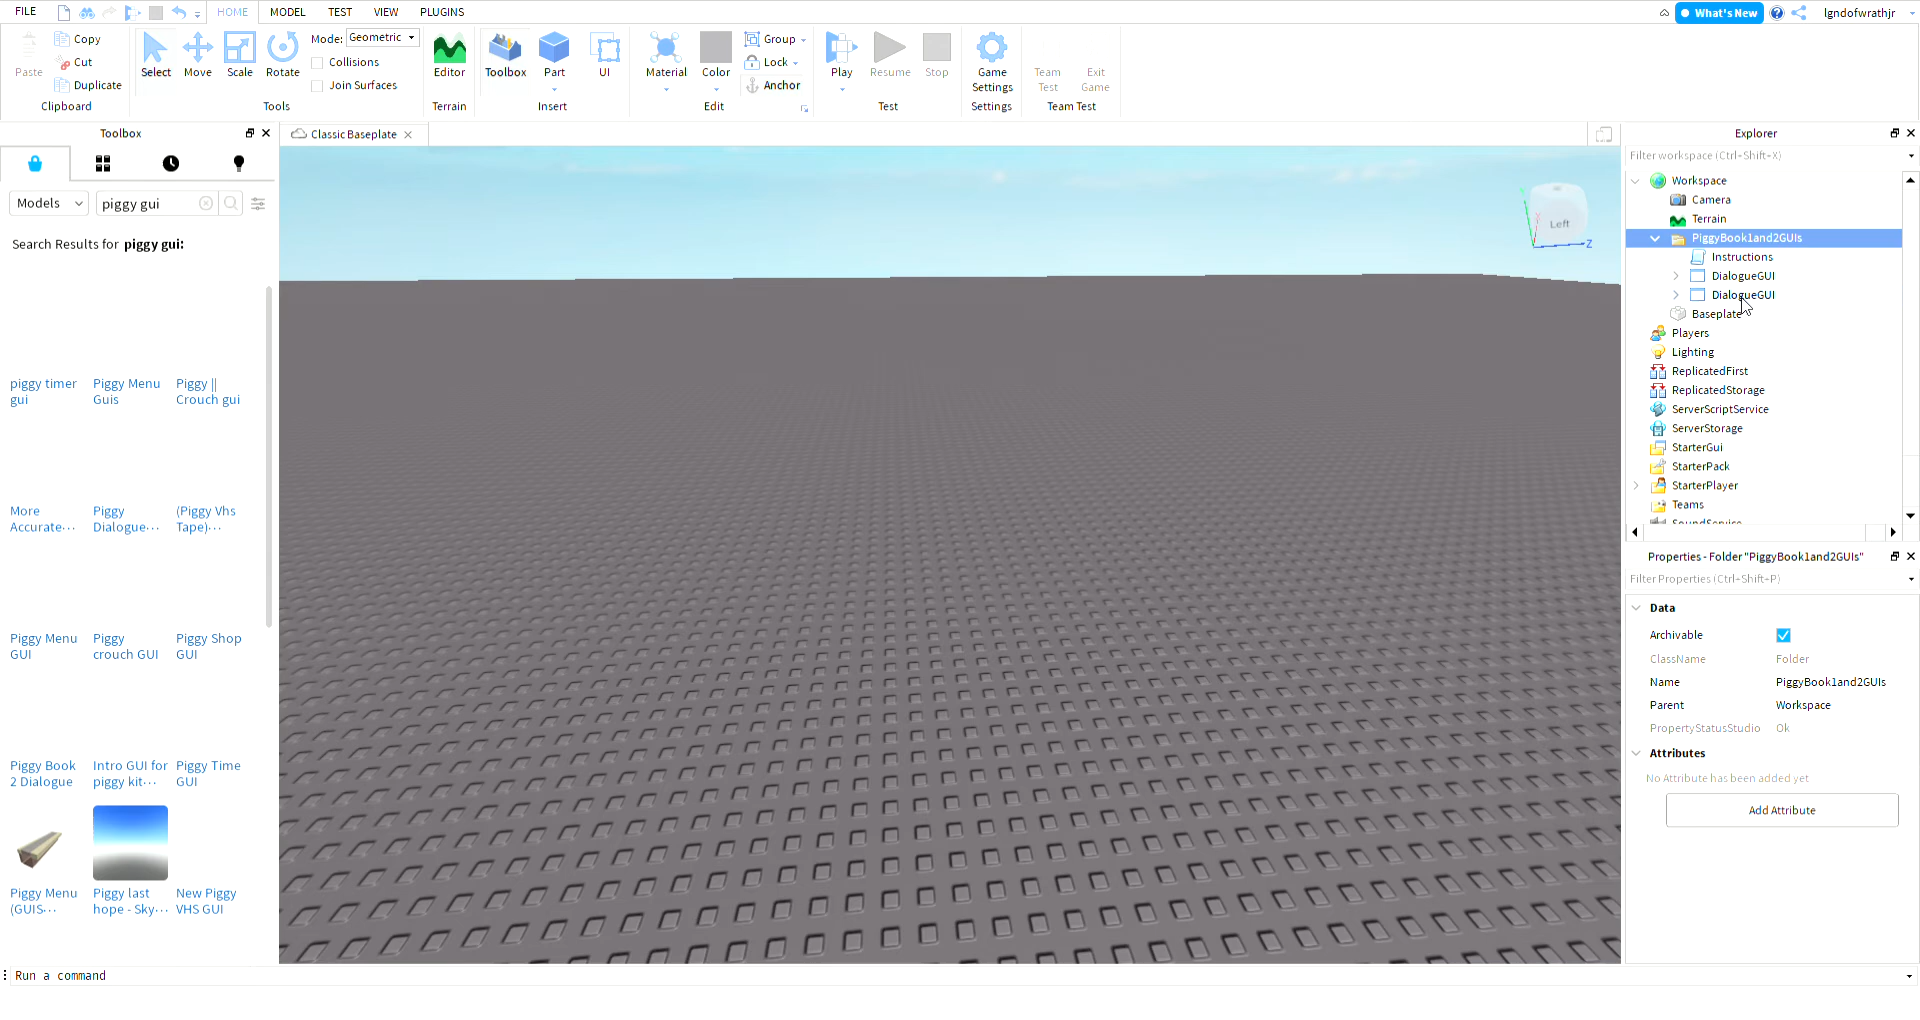 FILE HOME MODEL TEST VIEW PLUGINS What's New lgndofwrathjr
Paste Copy Cut Duplicate Clipboard
Select Move Scale Rotate Mode: Geometric Collisions Join Surfaces Tools
Editor Terrain
Toolbox Part UI Insert
Material Color Group Lock Anchor Edit
Play Resume Stop Test
Game Settings Settings
Team Test Exit Game Team Test
Toolbox
Models piggy gui
Search Results for piggy gui:
piggy timer gui
Piggy Menu Guis
Piggy || Crouch gui
More Accurate...
Piggy Dialogue...
(Piggy Vhs Tape)...
Piggy Menu GUI
Piggy crouch GUI
Piggy Shop GUI
Piggy Book 2 Dialogue
Intro GUI for piggy kit...
Piggy Time GUI
Piggy Menu (GUIS...
Piggy last hope - Sky...
New Piggy VHS GUI
Classic Baseplate
Left
Z
Explorer
Filter workspace (Ctrl+Shift+X)
Workspace
Camera
Terrain
PiggyBook1and2GUIs
Instructions
DialogueGUI
DialogueGUI
Baseplate
Players
Lighting
ReplicatedFirst
ReplicatedStorage
ServerScriptService
ServerStorage
StarterGui
StarterPack
StarterPlayer
Teams
SoundService
Properties - Folder "PiggyBook1and2GUIs"
Filter Properties (Ctrl+Shift+P)
Data
Archivable
ClassName Folder
Name PiggyBook1and2GUIs
Parent Workspace
PropertyStatusStudio Ok
Attributes
No Attribute has been added yet
Add Attribute
Run a command